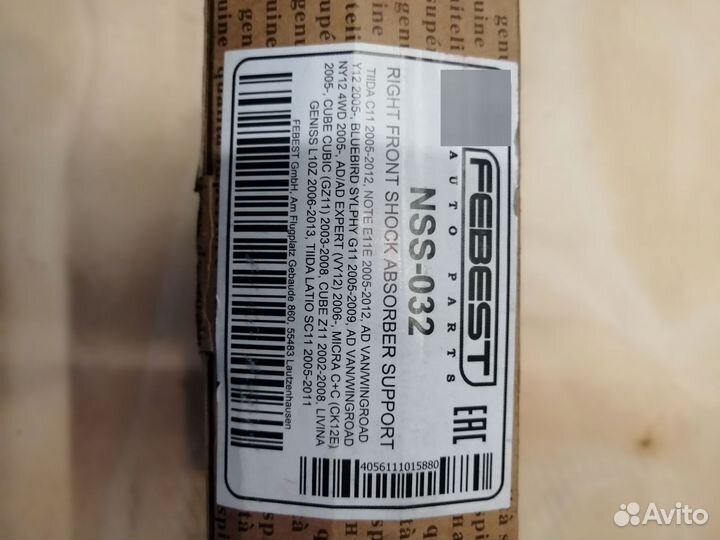 FEBEST
AUTO PARTS
EAC
NSS-032
RIGHT FRONT SHOCK ABSORBER SUPPORT
TIIDA C11 2005-2012, NOTE E11E 2005-2012, AD VAN/WINGROAD
Y12 2005-, BLUEBIRD SYLPHY G11 2005-2009, AD VAN/WINGROAD
NY12 4WD 2005-, AD/AD EXPERT (VY12) 2006-, MICRA C+C (CK12E)
2005-, CUBE CUBIC (GZ11) 2003-2008, CUBE Z11 2002-2008, LIVINA
GENISS L10Z 2006-2013, TIIDA LATIO SC11 2005-2011
FEBEST GmbH, Am Flugplatz Gebaude 860, 55483 Lautzenhausen
4056111015880
Avito